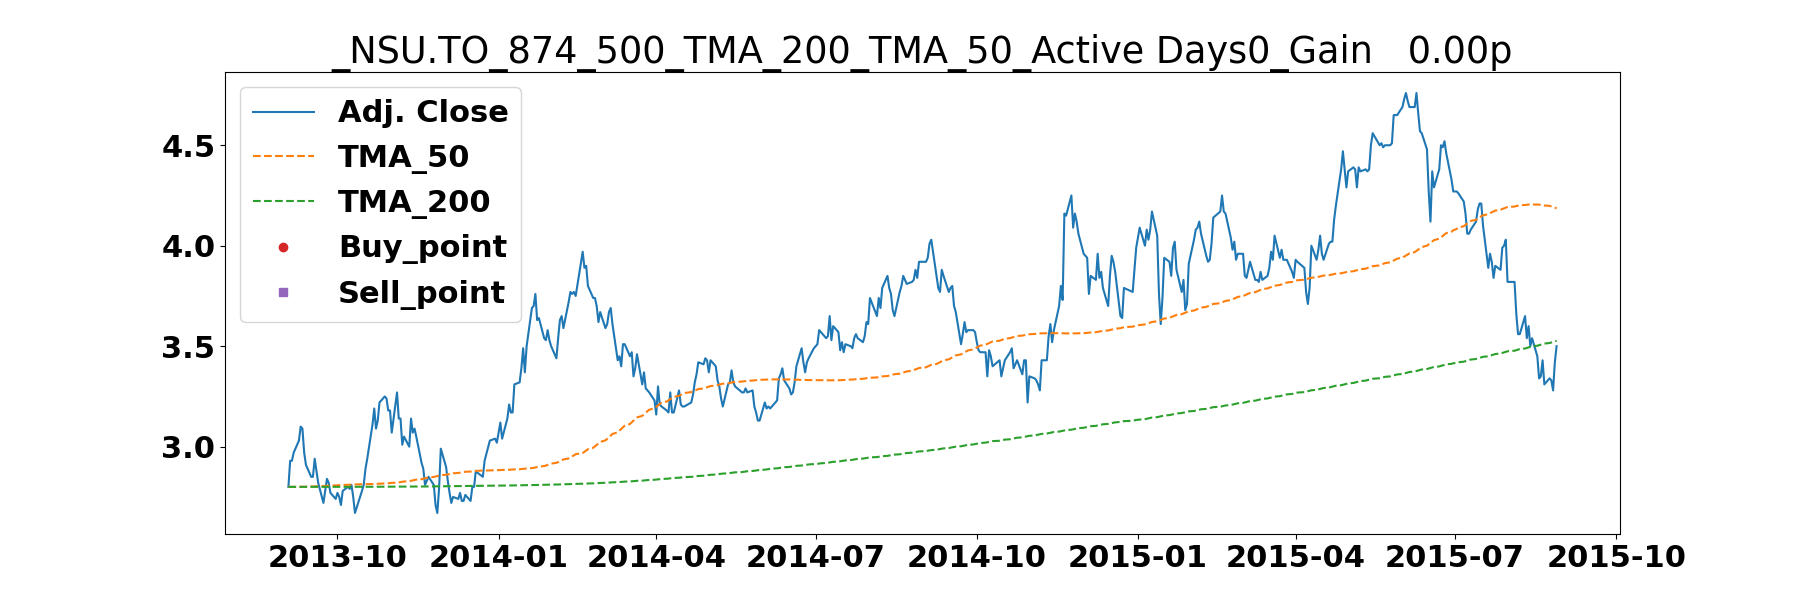 _NSU.TO_874_500_TMA_200_TMA_50_Active Days0_Gain   0.00p
Adj. Close
TMA_50
TMA_200
Buy_point
Sell_point
4.5
4.0
3.5
3.0
2013-10 2014-01 2014-04 2014-07 2014-10 2015-01 2015-04 2015-07 2015-10